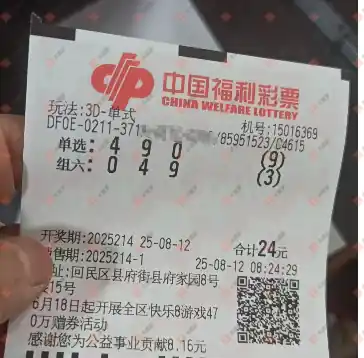 中国福利彩票
CHINA WELFARE LOTTERY
玩法:3D-单式
机号:15016369
DF0E-0211-371 /85951523/C4615
单选: 4 9 0 (9)
组六: 0 4 9 (3)
开奖期:2025214 25-08-12 合计24元
售期:2025214-1 25-08-12 08:24:29
址:回民区县府街县府家园8号
15号
6月18日起开展全区快乐8游戏47
0万赠券活动
感谢您为公益事业贡献8.16元